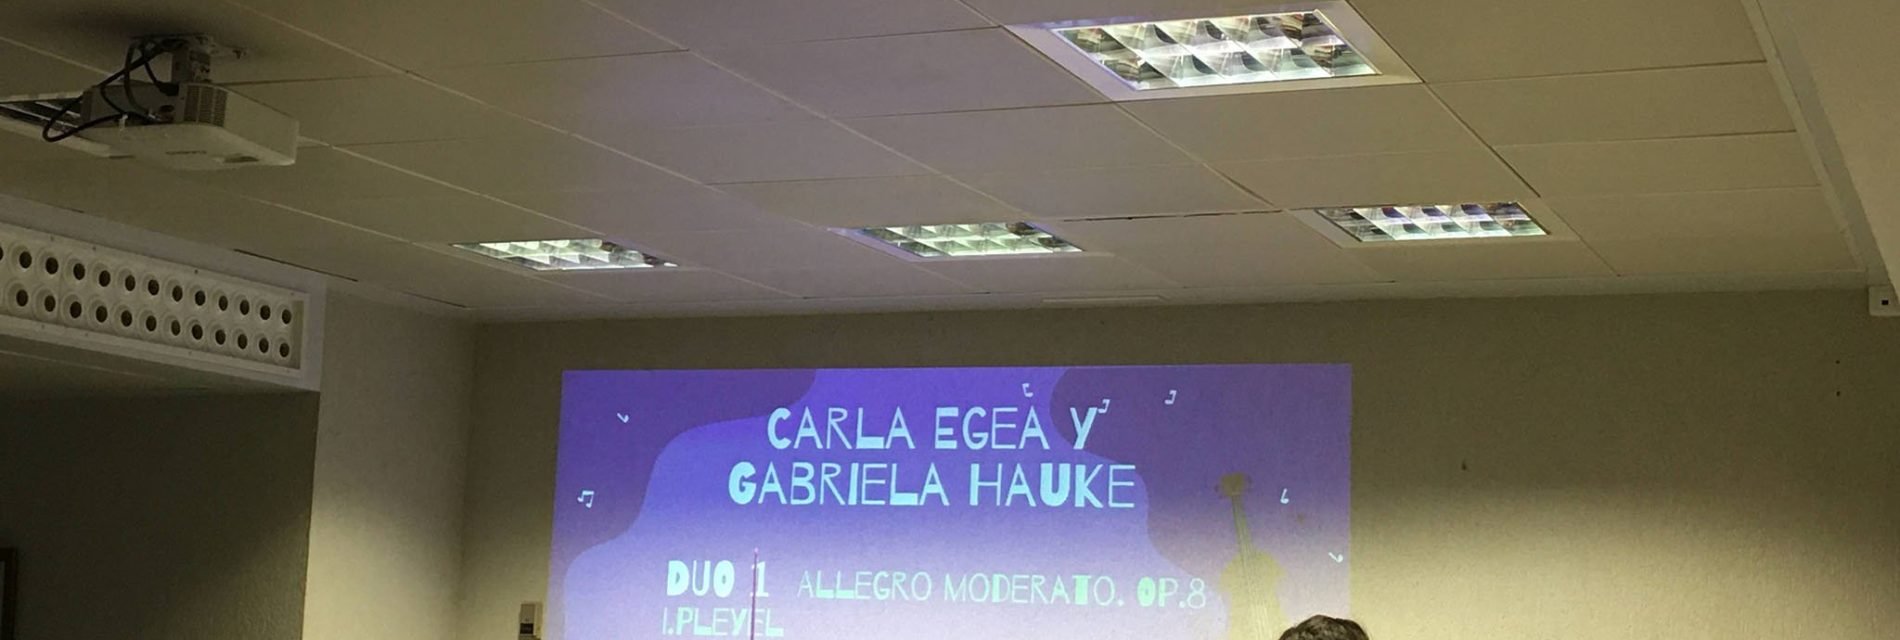 CARLA EGEA Y
GABRIELA HAUKE
DUO 1 ALLEGRO MODERATO. OP.8
I.PLEYEL